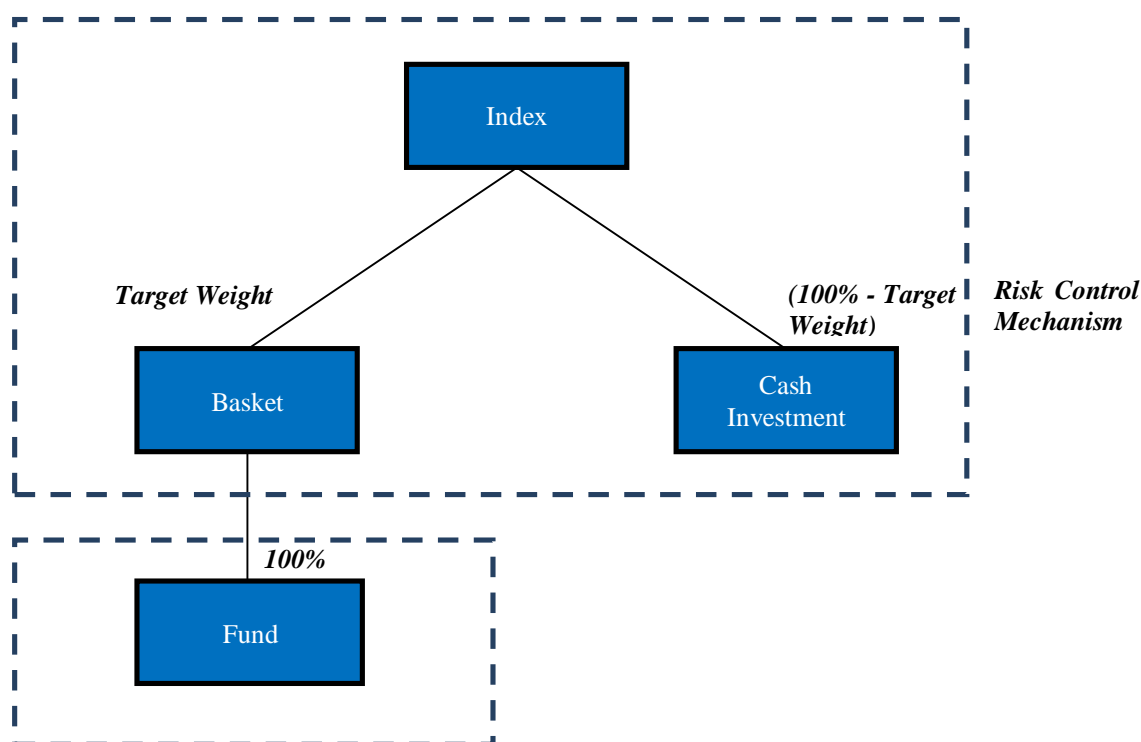 Index
Target Weight
(100% - Target
Weight)
Risk Control
Mechanism
Basket
Cash
Investment
100%
Fund